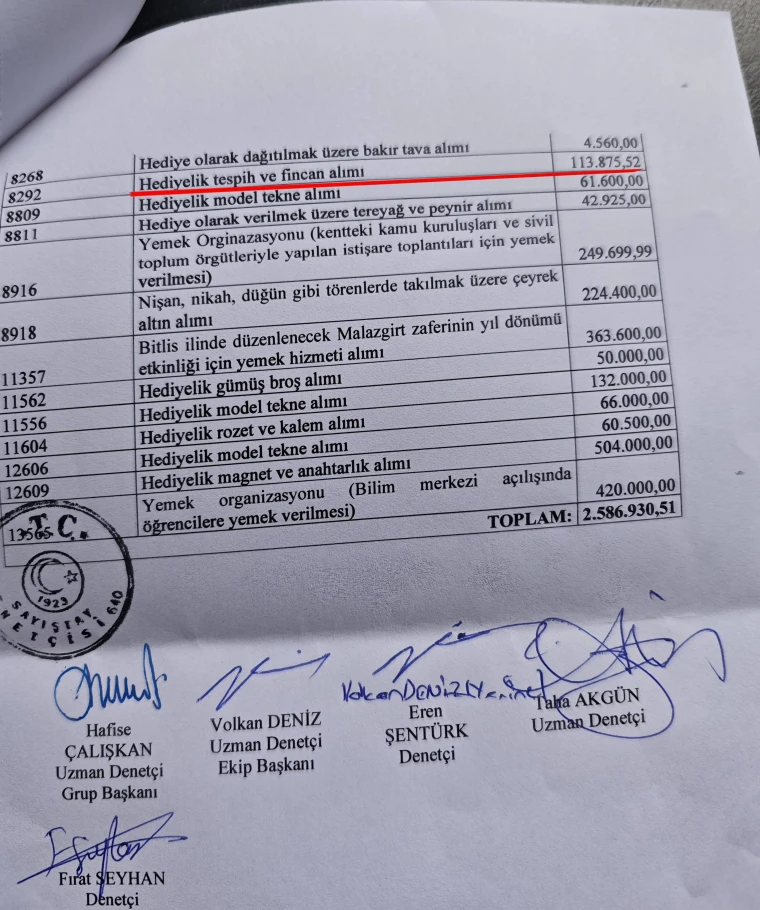 8268 Hediye olarak dağıtılmak üzere bakır tava alımı 4.560,00
8292 Hediyelik tespih ve fincan alımı 113.875,52
8809 Hediyelik model tekne alımı 61.600,00
8811 Hediye olarak verilmek üzere tereyağ ve peynir alımı 42.925,00
Yemek Orginazasyonu (kentteki kamu kuruluşları ve sivil
toplum örgütleriyle yapılan istişare toplantıları için yemek
8916 verilmesi) 249.699,99
Nişan, nikah, düğün gibi törenlerde takılmak üzere çeyrek
8918 altın alımı 224.400,00
Bitlis ilinde düzenlenecek Malazgirt zaferinin yıl dönümü
11357 etkinliği için yemek hizmeti alımı 363.600,00
11562 Hediyelik gümüş broş alımı 50.000,00
11556 Hediyelik model tekne alımı 132.000,00
11604 Hediyelik rozet ve kalem alımı 66.000,00
12606 Hediyelik model tekne alımı 60.500,00
12609 Hediyelik magnet ve anahtarlık alımı 504.000,00
Yemek organizasyonu (Bilim merkezi açılışında
13565 öğrencilere yemek verilmesi) 420.000,00
TOPLAM: 2.586.930,51
T.C.
1923
SAYIŞTAY
DENETÇİSİ 640
Volkan DENİZ
Hafise
ÇALIŞKAN
Uzman Denetçi
Grup Başkanı
Volkan DENİZ
Uzman Denetçi
Ekip Başkanı
Eren
ŞENTÜRK
Denetçi
Taha AKGÜN
Uzman Denetçi
Fırat SEYHAN
Denetçi